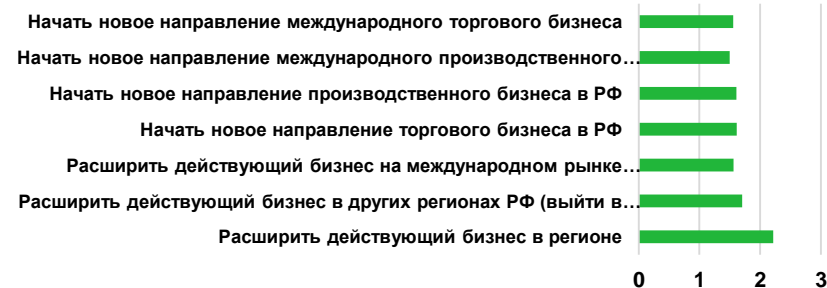 Начать новое направление международного торгового бизнеса
Начать новое направление международного производственного…
Начать новое направление производственного бизнеса в РФ
Начать новое направление торгового бизнеса в РФ
Расширить действующий бизнес на международном рынке…
Расширить действующий бизнес в других регионах РФ (выйти в…
Расширить действующий бизнес в регионе
0 1 2 3